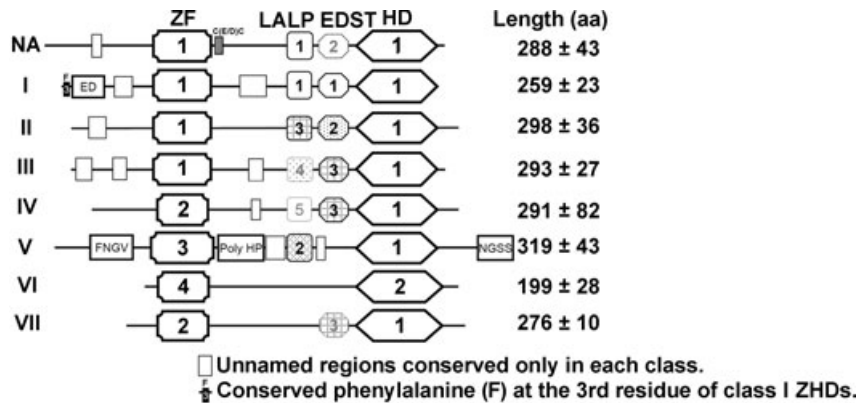 ZF LALP EDST HD Length (aa)
C(E/D)C
NA 1 1 2 1 288 ± 43
F
I ED 1 1 1 1 259 ± 23
II 1 3 2 1 298 ± 36
III 1 4 3 1 293 ± 27
IV 2 5 3 1 291 ± 82
V FNGV 3 Poly HP 2 1 NGSS 319 ± 43
VI 4 2 199 ± 28
VII 2 3 1 276 ± 10
Unnamed regions conserved only in each class.
F
Conserved phenylalanine (F) at the 3rd residue of class I ZHDs.